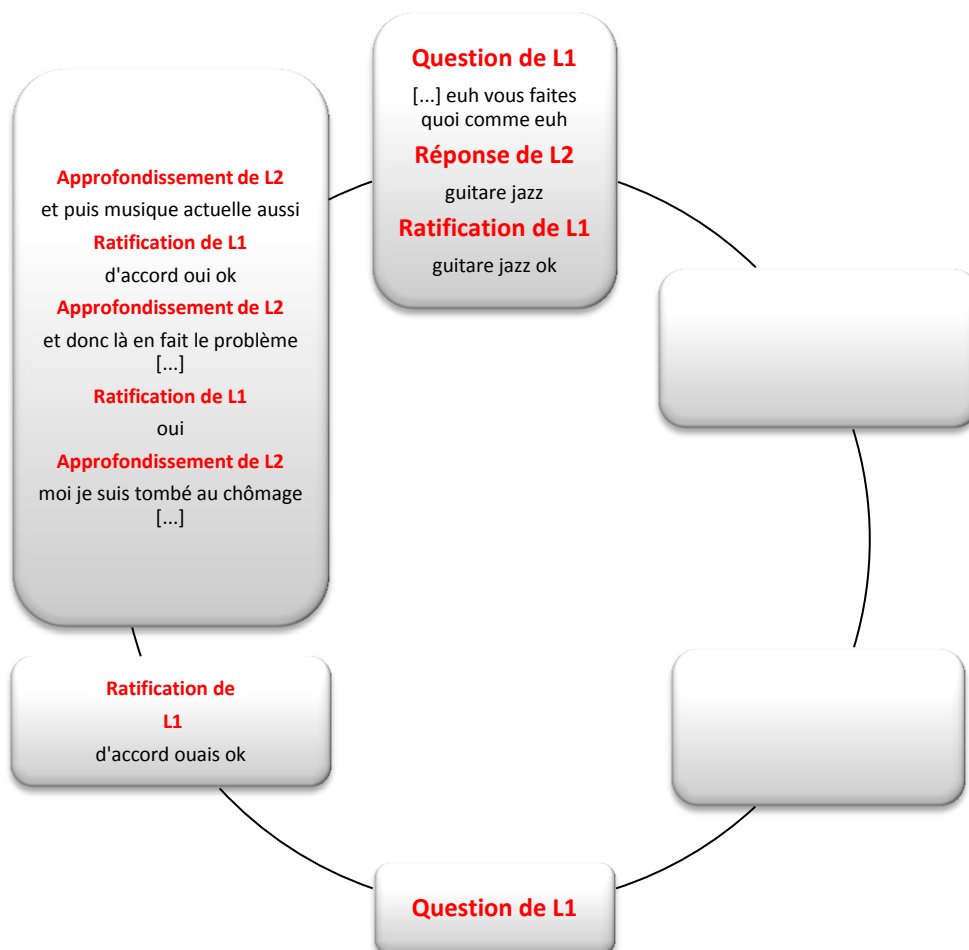 Question de L1
[...] euh vous faites
quoi comme euh
Réponse de L2
guitare jazz
Ratification de L1
guitare jazz ok
Approfondissement de L2
et puis musique actuelle aussi
Ratification de L1
d'accord oui ok
Approfondissement de L2
et donc là en fait le problème
[...]
Ratification de L1
oui
Approfondissement de L2
moi je suis tombé au chômage
[...]
Ratification de
L1
d'accord ouais ok
Question de L1